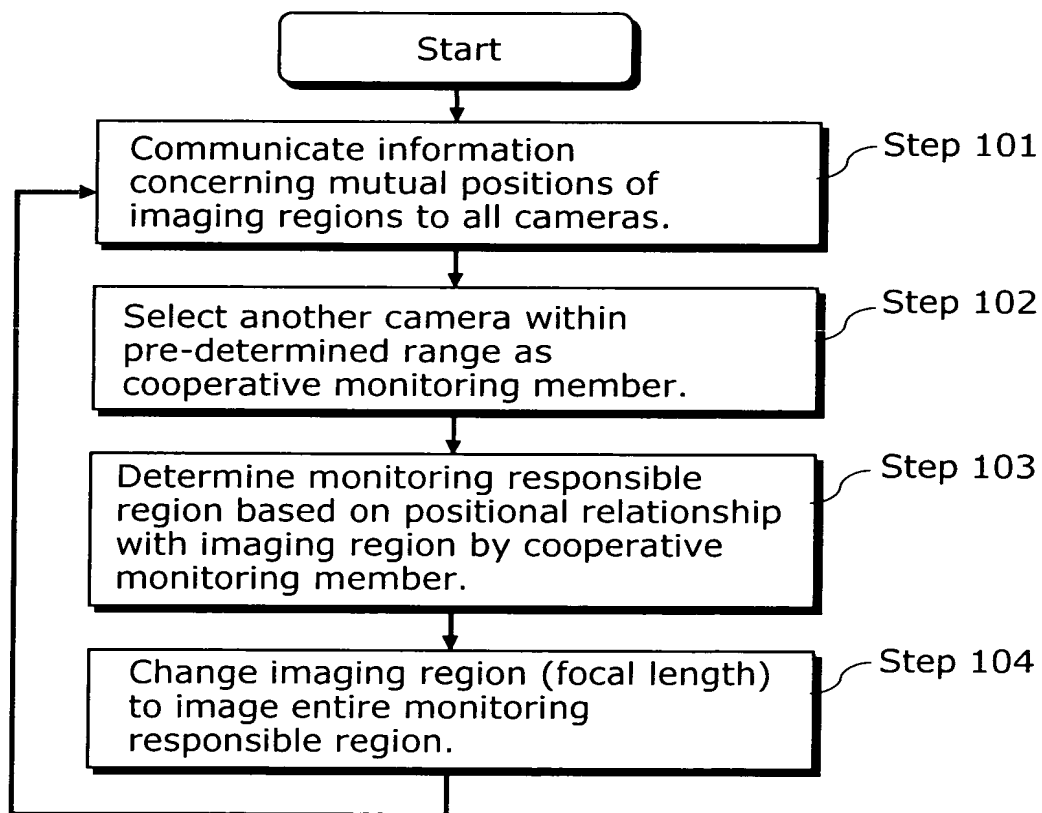 Start
Communicate information
concerning mutual positions of
imaging regions to all cameras.
Step 101
Select another camera within
pre-determined range as
cooperative monitoring member.
Step 102
Determine monitoring responsible
region based on positional relationship
with imaging region by cooperative
monitoring member.
Step 103
Change imaging region (focal length)
to image entire monitoring
responsible region.
Step 104